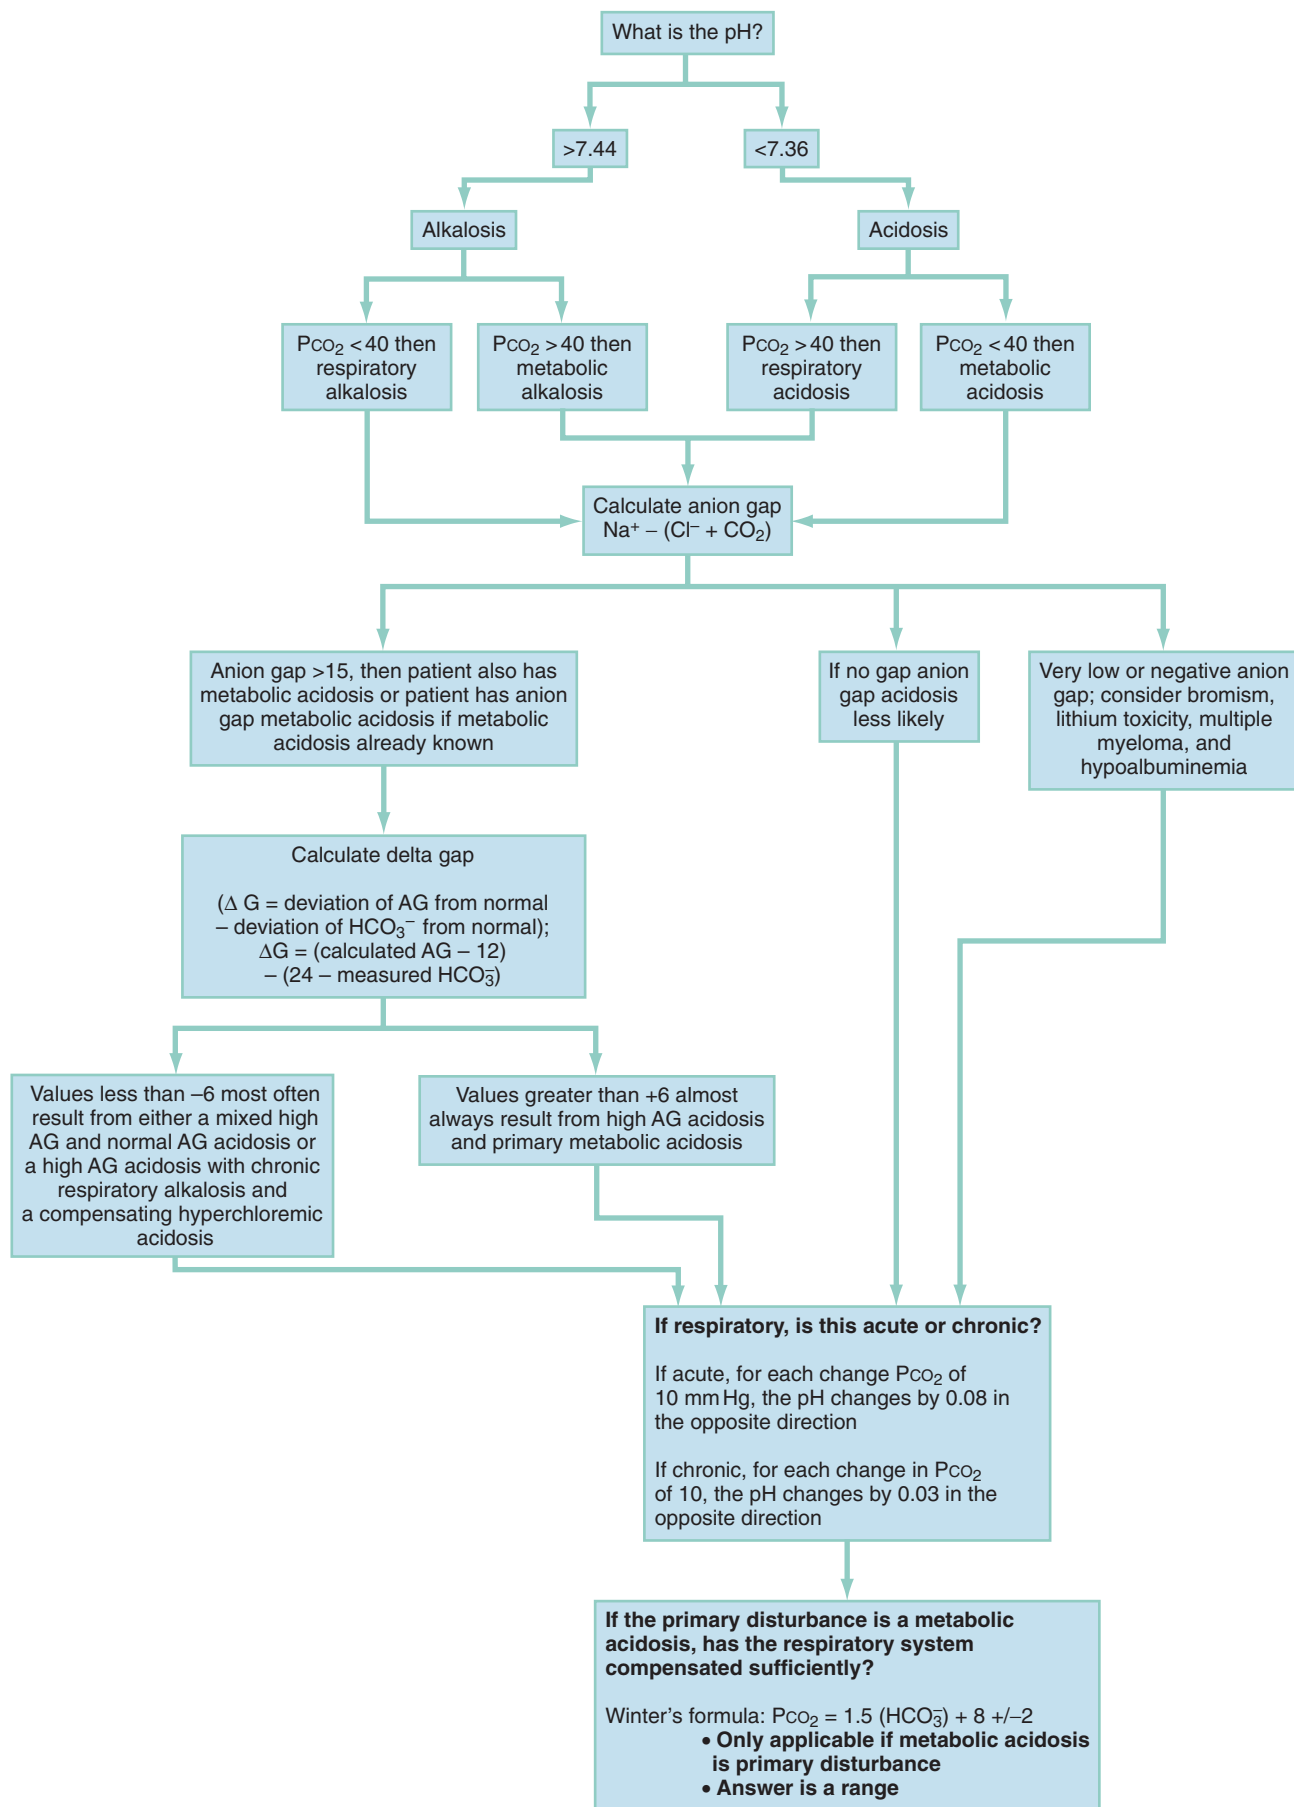 What is the pH?
>7.44
<7.36
Alkalosis
Acidosis
PCO₂ <40 then
respiratory
alkalosis
PCO₂ >40 then
metabolic
alkalosis
PCO₂ >40 then
respiratory
acidosis
PCO₂ <40 then
metabolic
acidosis
Calculate anion gap
Na⁺ – (Cl⁻ + CO₂)
Anion gap >15, then patient also has
metabolic acidosis or patient has anion
gap metabolic acidosis if metabolic
acidosis already known
If no gap anion
gap acidosis
less likely
Very low or negative anion
gap; consider bromism,
lithium toxicity, multiple
myeloma, and
hypoalbuminemia
Calculate delta gap
(Δ G = deviation of AG from normal
– deviation of HCO₃⁻ from normal);
ΔG = (calculated AG – 12)
– (24 – measured HCO₃⁻)
Values less than –6 most often
result from either a mixed high
AG and normal AG acidosis or
a high AG acidosis with chronic
respiratory alkalosis and
a compensating hyperchloremic
acidosis
Values greater than +6 almost
always result from high AG acidosis
and primary metabolic acidosis
If respiratory, is this acute or chronic?
If acute, for each change PCO₂ of
10 mm Hg, the pH changes by 0.08 in
the opposite direction
If chronic, for each change in PCO₂
of 10, the pH changes by 0.03 in the
opposite direction
If the primary disturbance is a metabolic
acidosis, has the respiratory system
compensated sufficiently?
Winter's formula: PCO₂ = 1.5 (HCO₃⁻) + 8 +/–2
• Only applicable if metabolic acidosis
is primary disturbance
• Answer is a range